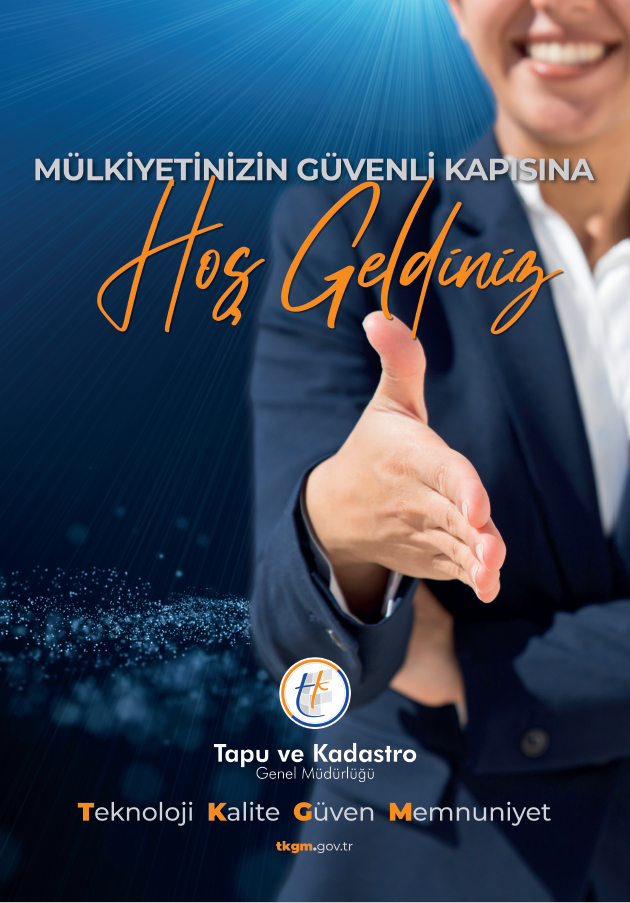 MÜLKİYETİNİZİN GÜVENLİ KAPISINA
Hoş Geldiniz
Tapu ve Kadastro
Genel Müdürlüğü
Teknoloji Kalite Güven Memnuniyet
tkgm.gov.tr